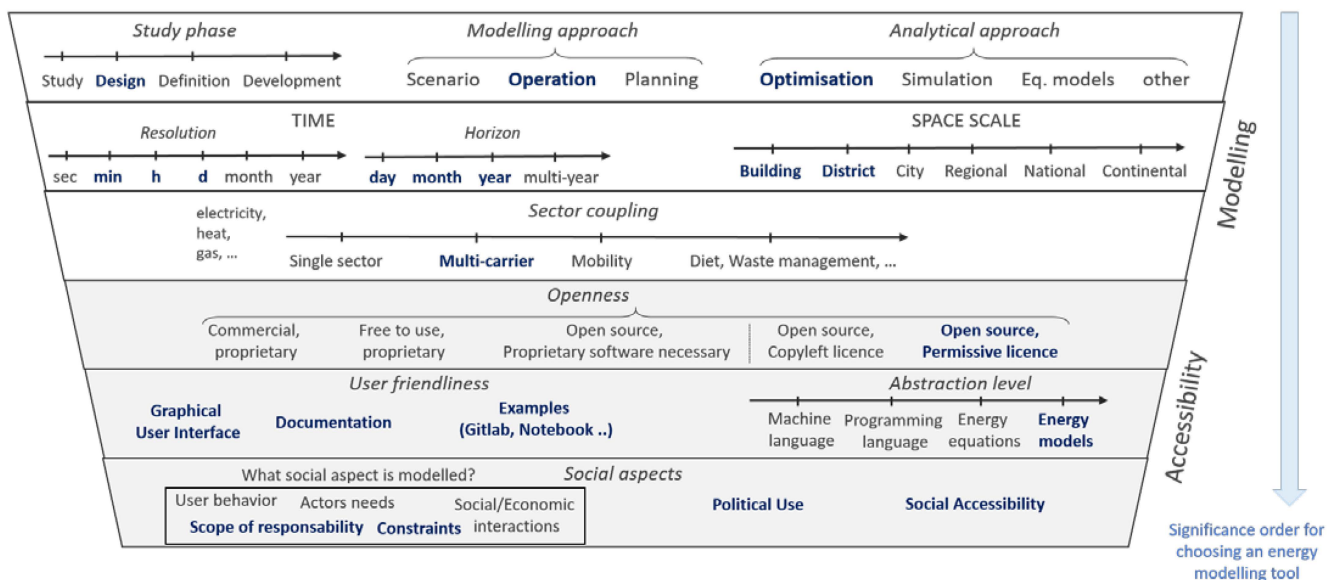 Study phase
Modelling approach
Analytical approach
Study Design Definition Development
Scenario Operation Planning
Optimisation Simulation Eq. models other
TIME
Resolution
Horizon
SPACE SCALE
sec min h d month year
day month year multi-year
Building District City Regional National Continental
Sector coupling
electricity,
heat,
gas, ...
Single sector Multi-carrier Mobility Diet, Waste management, ...
Modelling
Openness
Commercial,
proprietary
Free to use,
proprietary
Open source,
Proprietary software necessary
Open source,
Copyleft licence
Open source,
Permissive licence
User friendliness
Graphical
User Interface
Documentation
Examples
(Gitlab, Notebook ..)
Abstraction level
Machine
language
Programming
language
Energy
equations
Energy
models
What social aspect is modelled?
Social aspects
User behavior Actors needs
Social/Economic
interactions
Scope of responsability Constraints
Political Use
Social Accessibility
Accessibility
Significance order for
choosing an energy
modelling tool